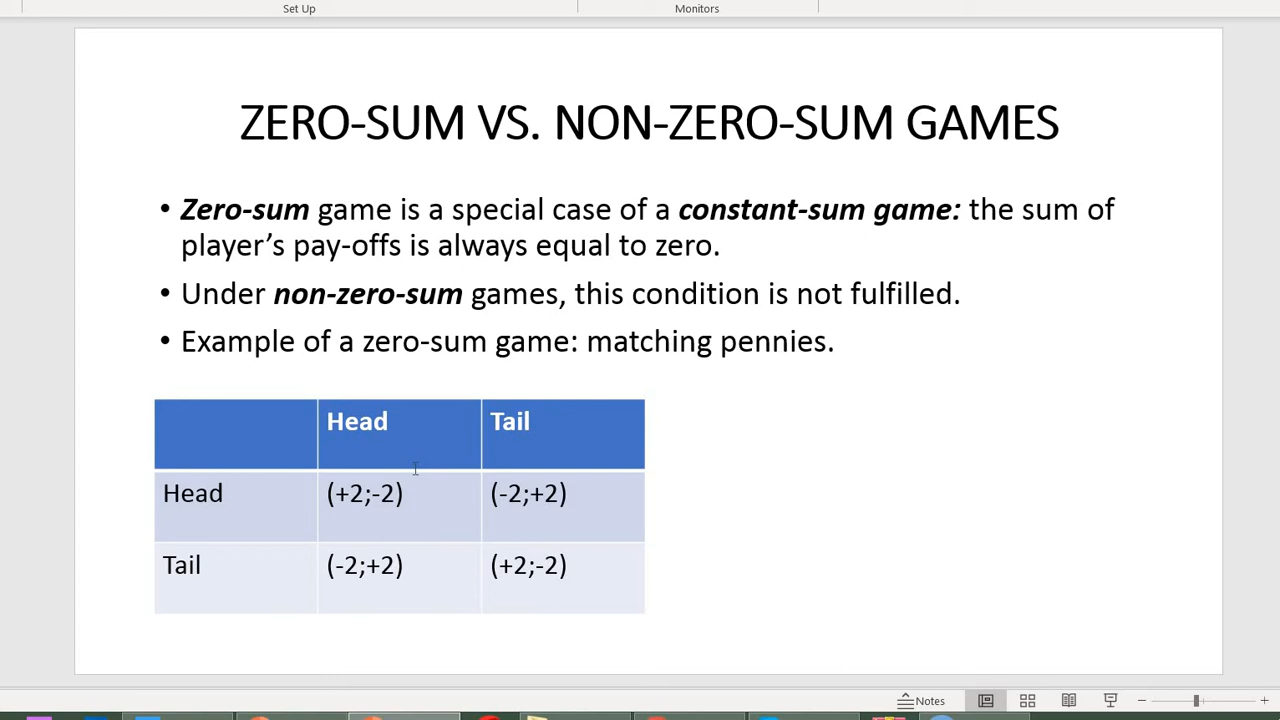 Set Up
Monitors
ZERO-SUM VS. NON-ZERO-SUM GAMES
• Zero-sum game is a special case of a constant-sum game: the sum of
player’s pay-offs is always equal to zero.
• Under non-zero-sum games, this condition is not fulfilled.
• Example of a zero-sum game: matching pennies.
Head Tail
Head (+2;-2) (-2;+2)
Tail (-2;+2) (+2;-2)
Notes